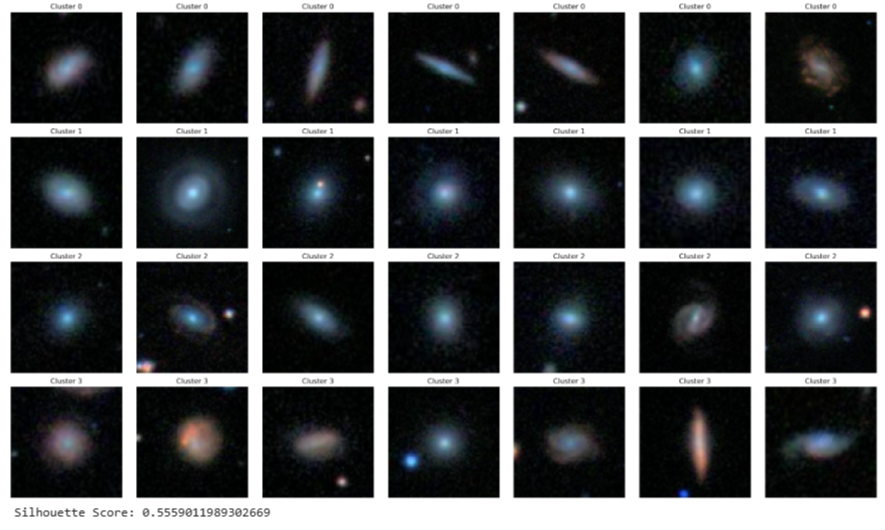 Cluster 0 Cluster 0 Cluster 0 Cluster 0 Cluster 0 Cluster 0 Cluster 0
Cluster 1 Cluster 1 Cluster 1 Cluster 1 Cluster 1 Cluster 1 Cluster 1
Cluster 2 Cluster 2 Cluster 2 Cluster 2 Cluster 2 Cluster 2 Cluster 2
Cluster 3 Cluster 3 Cluster 3 Cluster 3 Cluster 3 Cluster 3 Cluster 3
Silhouette Score: 0.5559011989302669